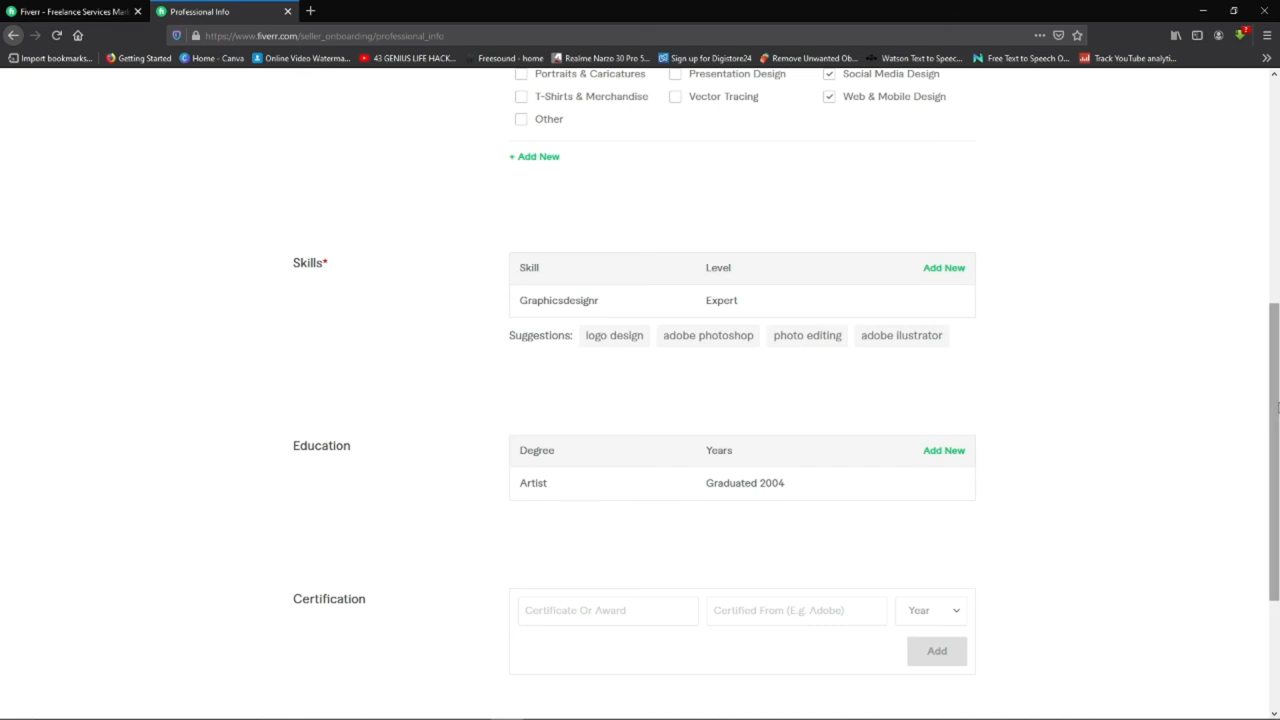 Fiverr - Freelance Services Mar
Professional Info
https://www.fiverr.com/seller_onboarding/professional_info
Import bookmarks... Getting Started Home - Canva Online Video Waterma... 43 GENIUS LIFE HACK... Freesound - home Realme Narzo 30 Pro 5... Sign up for Digistore24 Remove Unwanted Ob... Watson Text to Speec... Free Text to Speech O... Track YouTube analyti...
Portraits & Caricatures Presentation Design Social Media Design
T-Shirts & Merchandise Vector Tracing Web & Mobile Design
Other
+ Add New
Skills*
Skill Level Add New
Graphicsdesignr Expert
Suggestions: logo design adobe photoshop photo editing adobe ilustrator
Education
Degree Years Add New
Artist Graduated 2004
Certification
Certificate Or Award Certified From (E.g. Adobe) Year
Add